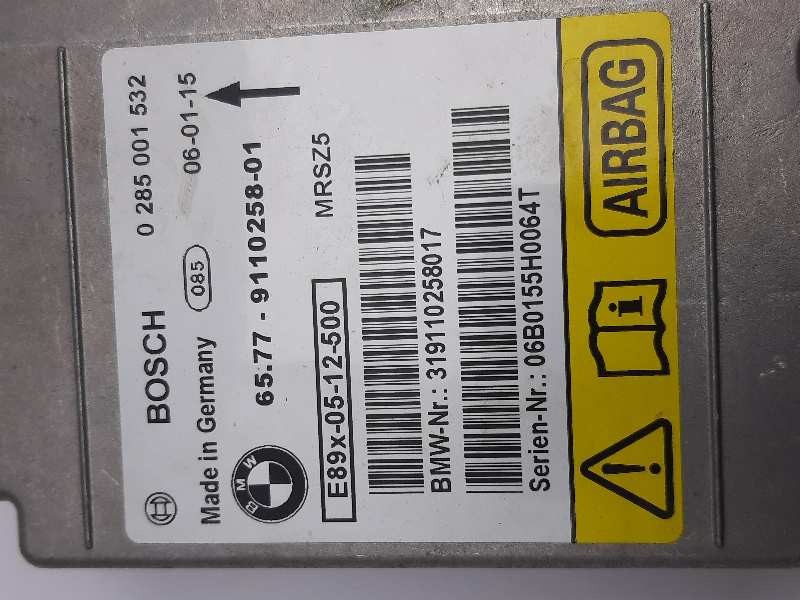 BOSCH 0 285 001 532
Made in Germany 085 06-01-15
BMW 65.77 - 9110258-01
E89x-05-12-500 MRSZ5
BMW-Nr.: 319110258017
Serien-Nr.: 06B0155H0064T
! i AIRBAG